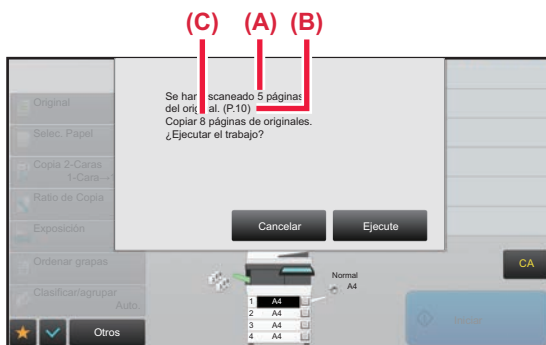 (C) (A) (B)
Se han escaneado 5 páginas
del original. (P.10)
Copiar 8 páginas de originales.
¿Ejecutar el trabajo?
Cancelar
Ejecute
Original
Selec. Papel
Copia 2-Caras
1-Cara→
Ratio de Copia
Exposición
Ordenar grapas
Clasificar/agrupar
Auto.
Otros
Normal
A4
1 A4
2 A4
3 A4
4 A4
CA